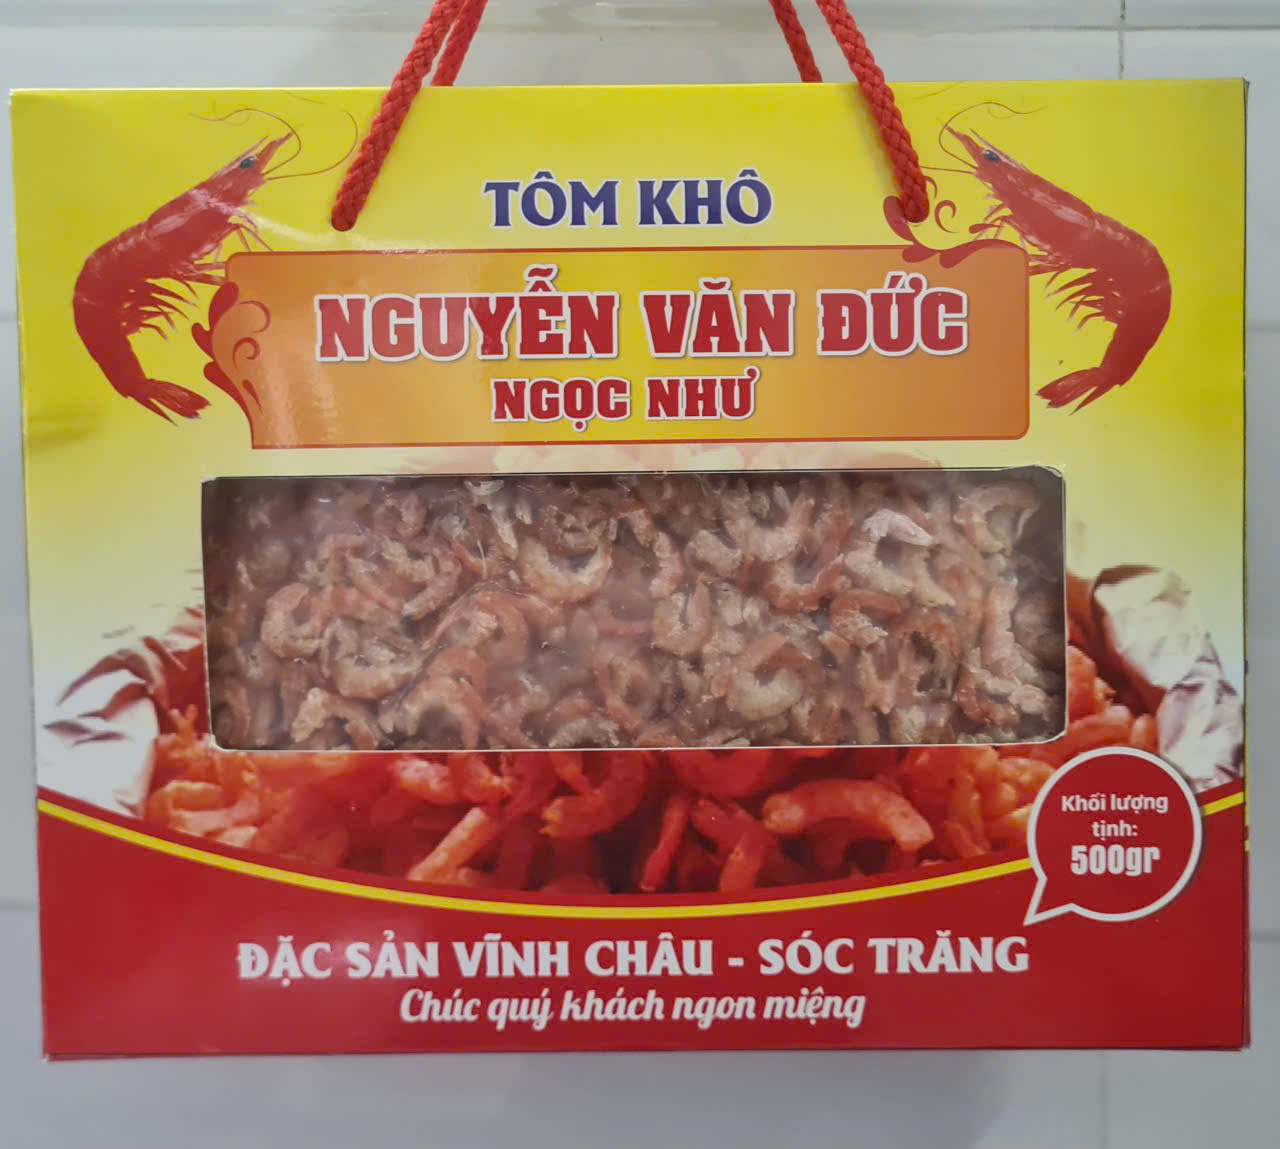 TÔM KHÔ
NGUYỄN VĂN ĐỨC
NGỌC NHƯ
Khối lượng
tịnh:
500gr
ĐẶC SẢN VĨNH CHÂU - SÓC TRĂNG
Chúc quý khách ngon miệng